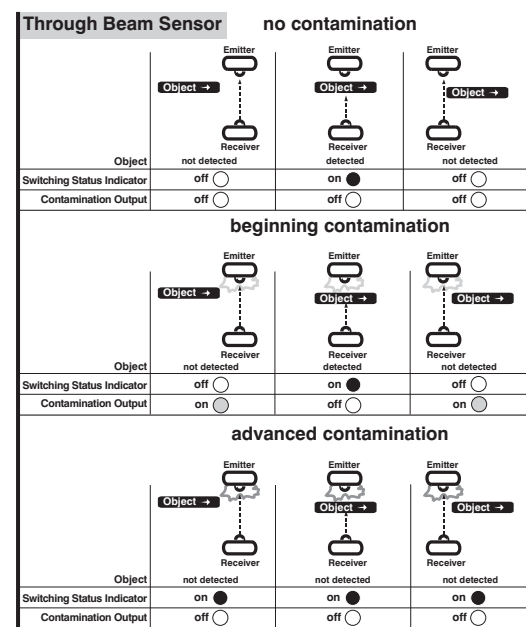 Through Beam Sensor no contamination
Emitter Emitter Emitter
Object → Object → Object →
Receiver Receiver Receiver
Object not detected detected not detected
Switching Status Indicator off on off
Contamination Output off off off
beginning contamination
Emitter Emitter Emitter
Object → Object → Object →
Receiver Receiver Receiver
Object not detected detected not detected
Switching Status Indicator off on off
Contamination Output on off on
advanced contamination
Emitter Emitter Emitter
Object → Object → Object →
Receiver Receiver Receiver
Object not detected not detected not detected
Switching Status Indicator on on on
Contamination Output off off off